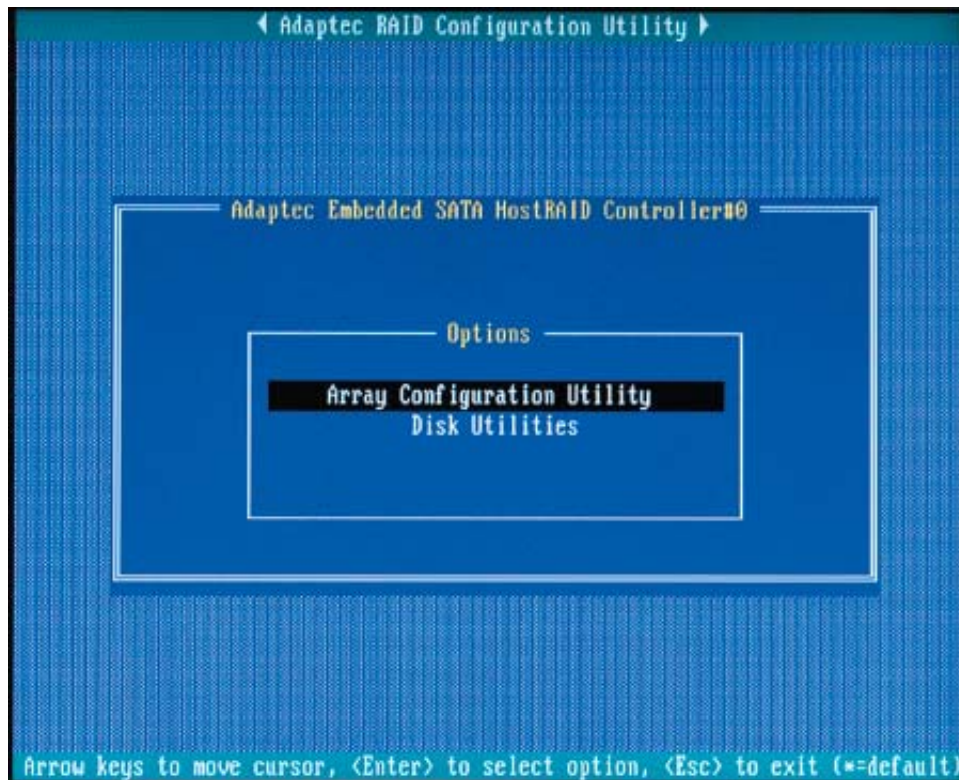 Adaptec RAID Configuration Utility
Adaptec Embedded SATA HostRAID Controller#0
Options
Array Configuration Utility
Disk Utilities
Arrow keys to move cursor, <Enter> to select option, <Esc> to exit (*=default)